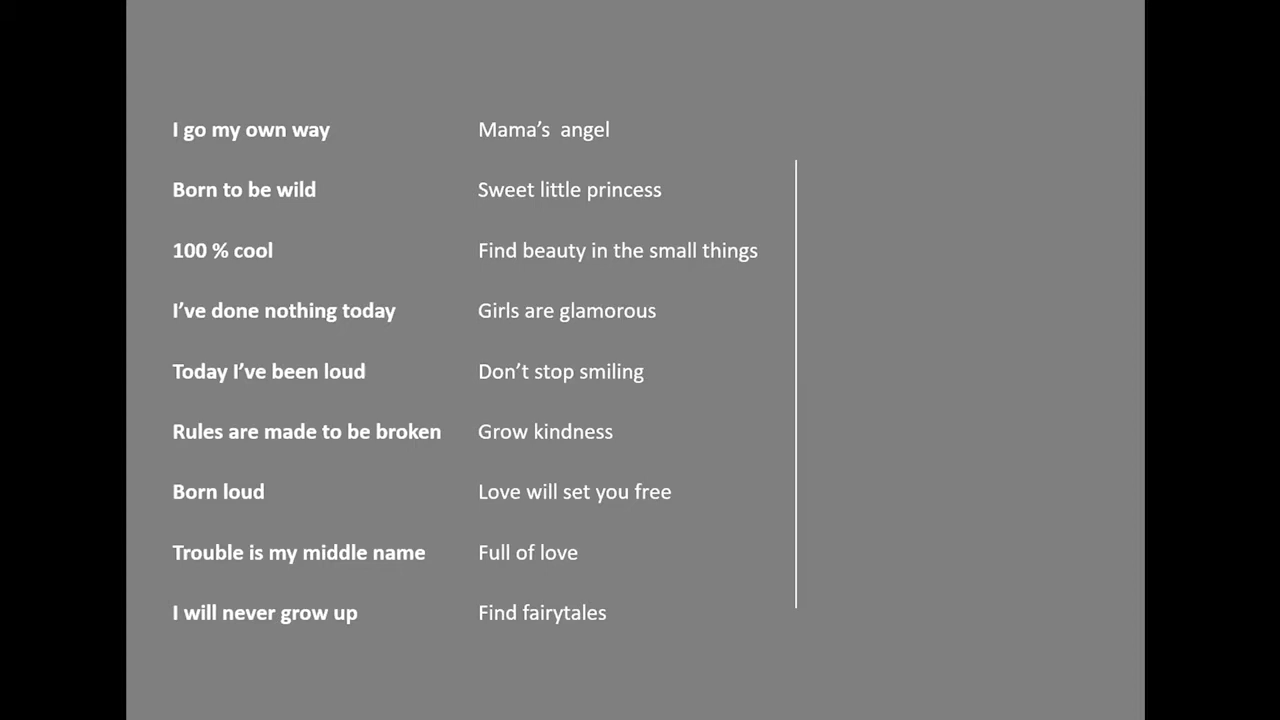 I go my own way Mama’s  angel
Born to be wild Sweet little princess
100 % cool Find beauty in the small things
I’ve done nothing today Girls are glamorous
Today I’ve been loud Don’t stop smiling
Rules are made to be broken Grow kindness
Born loud Love will set you free
Trouble is my middle name Full of love
I will never grow up Find fairytales